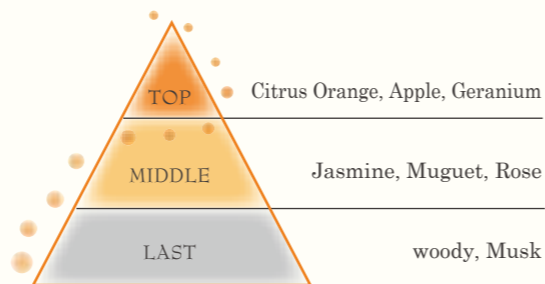 TOP
Citrus Orange, Apple, Geranium
MIDDLE
Jasmine, Muguet, Rose
LAST
woody, Musk